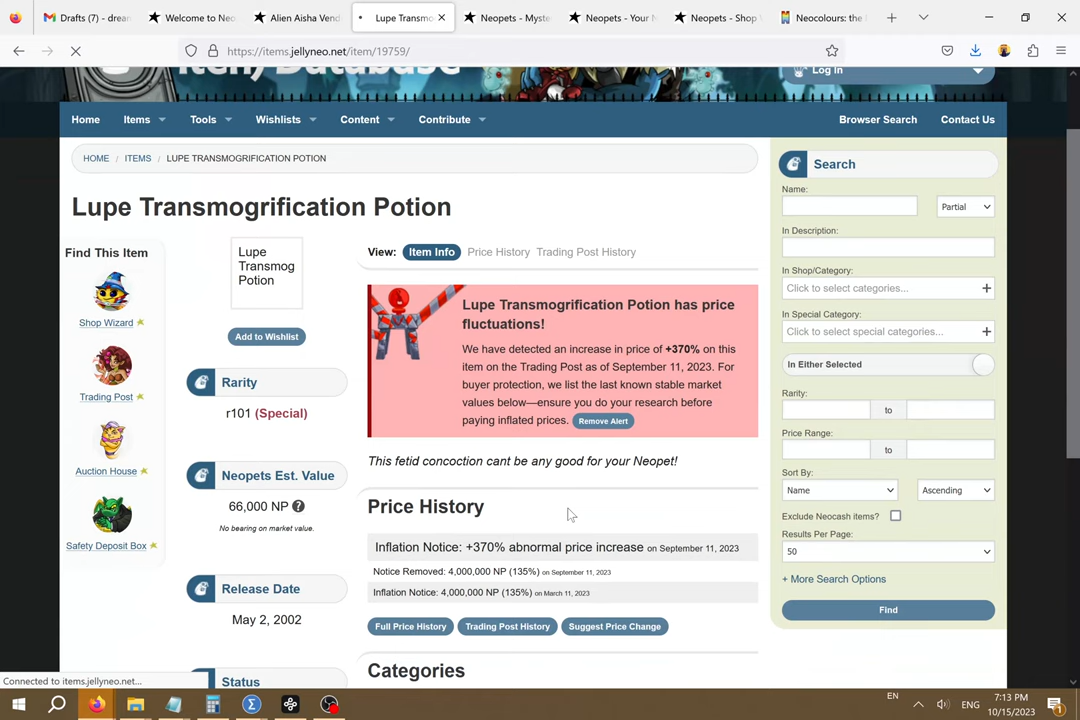 Drafts (7) - drean
Welcome to Neo
Alien Aisha Vend
Lupe Transmo
Neopets - Myste
Neopets - Your N
Neopets - Shop
Neocolours: the
https://items.jellyneo.net/item/19759/
Item Database
Log In
Home
Items
Tools
Wishlists
Content
Contribute
Browser Search
Contact Us
HOME / ITEMS / LUPE TRANSMOGRIFICATION POTION
Lupe Transmogrification Potion
Find This Item
Shop Wizard
Trading Post
Auction House
Safety Deposit Box
Lupe
Transmog
Potion
Add to Wishlist
Rarity
r101 (Special)
Neopets Est. Value
66,000 NP ?
No bearing on market value.
Release Date
May 2, 2002
Status
View: Item Info Price History Trading Post History
Lupe Transmogrification Potion has price
fluctuations!
We have detected an increase in price of +370% on this
item on the Trading Post as of September 11, 2023. For
buyer protection, we list the last known stable market
values below—ensure you do your research before
paying inflated prices. Remove Alert
This fetid concoction cant be any good for your Neopet!
Price History
Inflation Notice: +370% abnormal price increase on September 11, 2023
Notice Removed: 4,000,000 NP (135%) on September 11, 2023
Inflation Notice: 4,000,000 NP (135%) on March 11, 2023
Full Price History
Trading Post History
Suggest Price Change
Categories
Search
Name:
Partial
In Description:
In Shop/Category:
Click to select categories... +
In Special Category:
Click to select special categories... +
In Either Selected
Rarity:
to
Price Range:
to
Sort By:
Name
Ascending
Exclude Neocash items?
Results Per Page:
50
+ More Search Options
Find
Connected to items.jellyneo.net...
EN
ENG
7:13 PM
10/15/2023
1